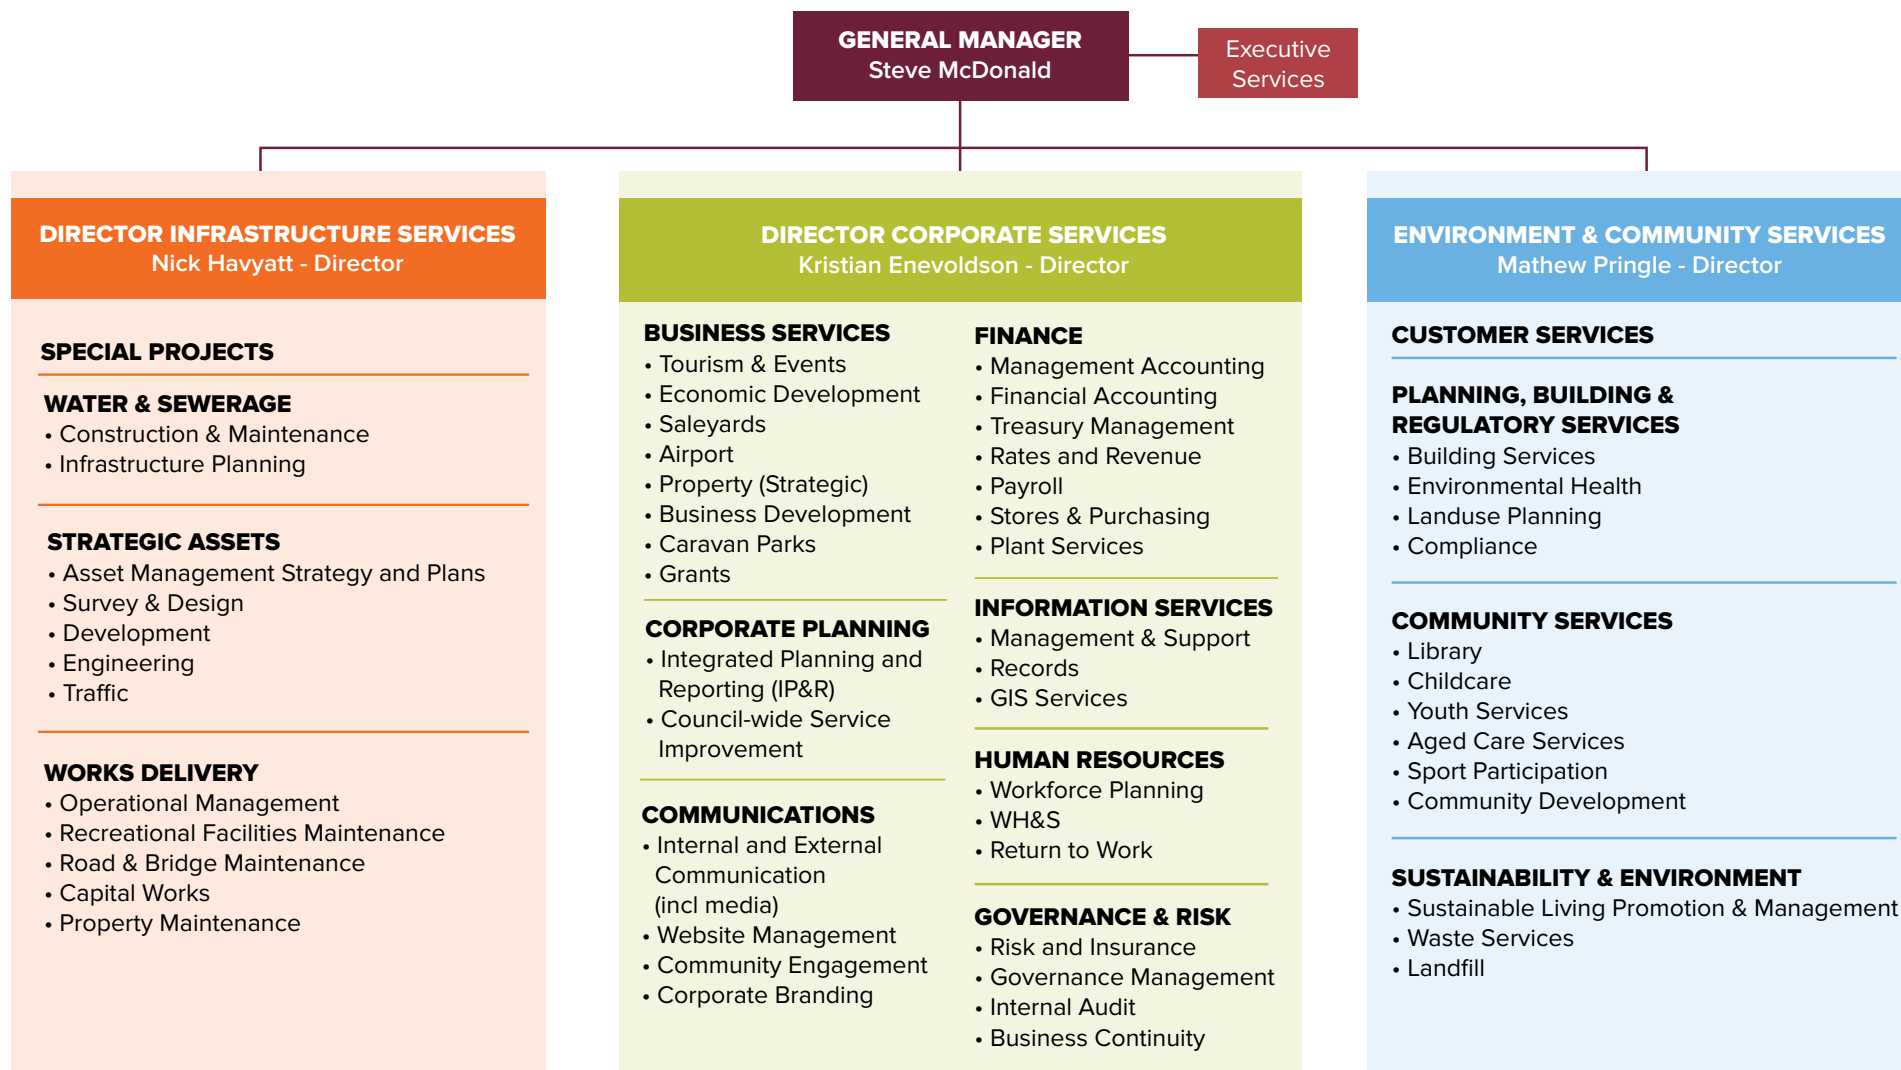 GENERAL MANAGER
Steve McDonald
Executive
Services
DIRECTOR INFRASTRUCTURE SERVICES
Nick Havyatt - Director
SPECIAL PROJECTS
WATER & SEWERAGE
• Construction & Maintenance
• Infrastructure Planning
STRATEGIC ASSETS
• Asset Management Strategy and Plans
• Survey & Design
• Development
• Engineering
• Traffic
WORKS DELIVERY
• Operational Management
• Recreational Facilities Maintenance
• Road & Bridge Maintenance
• Capital Works
• Property Maintenance
DIRECTOR CORPORATE SERVICES
Kristian Enevoldson - Director
BUSINESS SERVICES
• Tourism & Events
• Economic Development
• Saleyards
• Airport
• Property (Strategic)
• Business Development
• Caravan Parks
• Grants
CORPORATE PLANNING
• Integrated Planning and
Reporting (IP&R)
• Council-wide Service
Improvement
COMMUNICATIONS
• Internal and External
Communication
(incl media)
• Website Management
• Community Engagement
• Corporate Branding
FINANCE
• Management Accounting
• Financial Accounting
• Treasury Management
• Rates and Revenue
• Payroll
• Stores & Purchasing
• Plant Services
INFORMATION SERVICES
• Management & Support
• Records
• GIS Services
HUMAN RESOURCES
• Workforce Planning
• WH&S
• Return to Work
GOVERNANCE & RISK
• Risk and Insurance
• Governance Management
• Internal Audit
• Business Continuity
ENVIRONMENT & COMMUNITY SERVICES
Mathew Pringle - Director
CUSTOMER SERVICES
PLANNING, BUILDING &
REGULATORY SERVICES
• Building Services
• Environmental Health
• Landuse Planning
• Compliance
COMMUNITY SERVICES
• Library
• Childcare
• Youth Services
• Aged Care Services
• Sport Participation
• Community Development
SUSTAINABILITY & ENVIRONMENT
• Sustainable Living Promotion & Management
• Waste Services
• Landfill